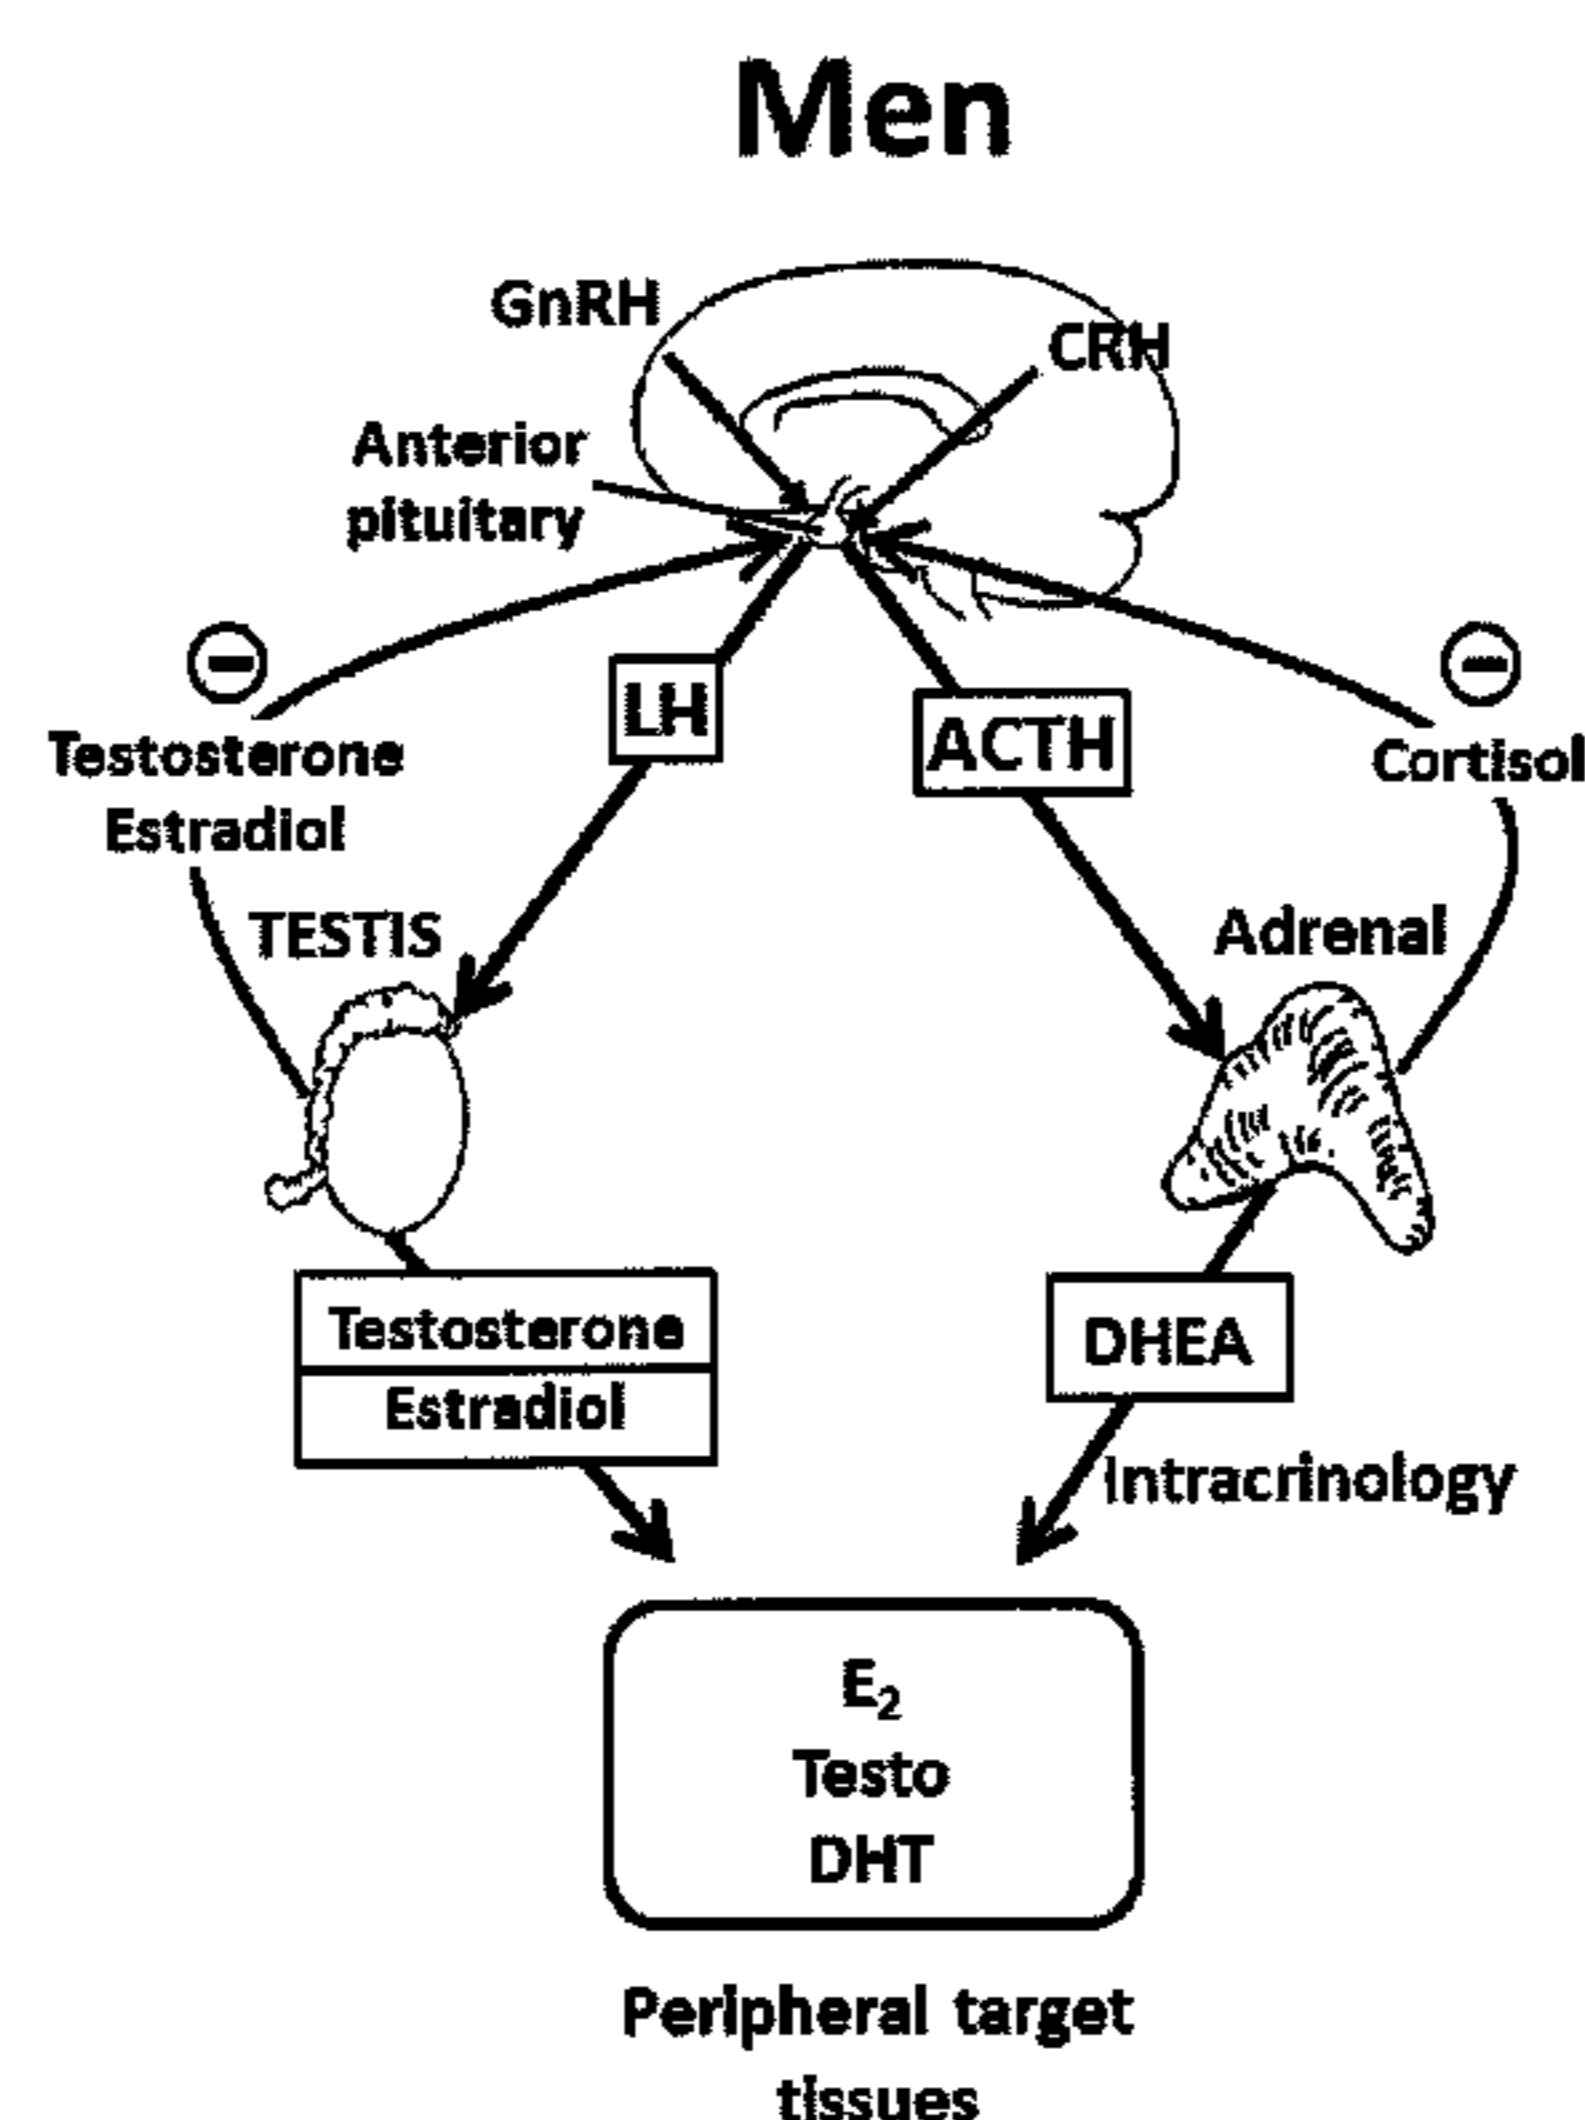 Men
GnRH
CRH
Anterior
pituitary
LH
ACTH
Testosterone
Estradiol
Cortisol
TESTIS
Adrenal
Testosterone
Estradiol
DHEA
Intracrinology
E₂
Testo
DHT
Peripheral target
tissues